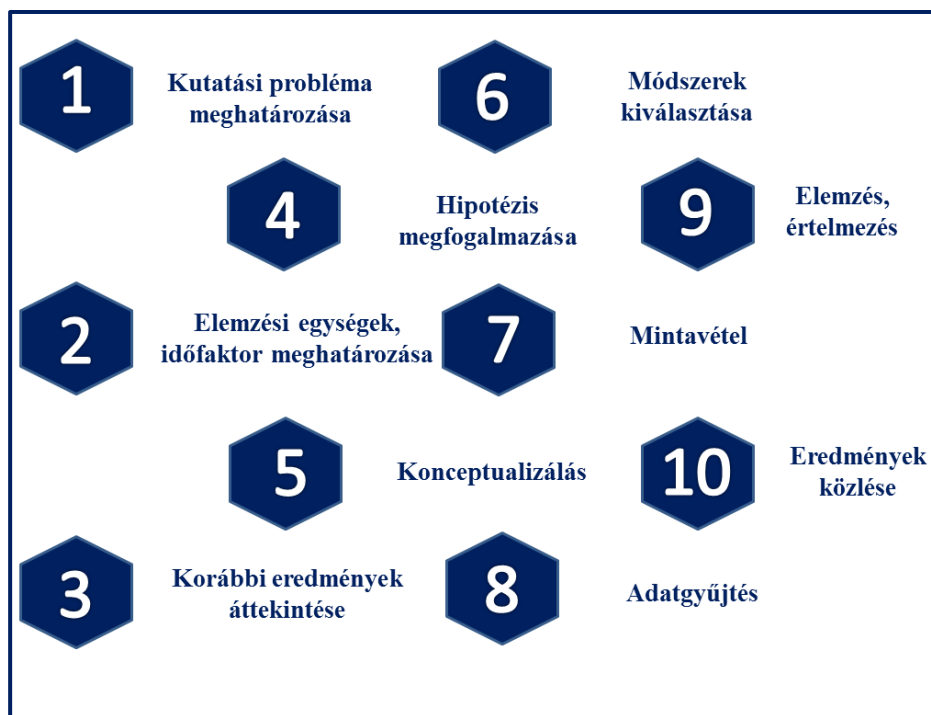 1
Kutatási probléma
meghatározása
2
Elemzési egységek,
időfaktor meghatározása
3
Korábbi eredmények
áttekintése
4
Hipotézis
megfogalmazása
5
Konceptualizálás
6
Módszerek
kiválasztása
7
Mintavétel
8
Adatgyűjtés
9
Elemzés,
értelmezés
10
Eredmények
közlése